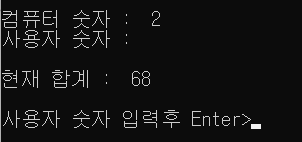 컴퓨터 숫자 :  2
사용자 숫자 :
현재 합계 :  68
사용자 숫자 입력후 Enter>_